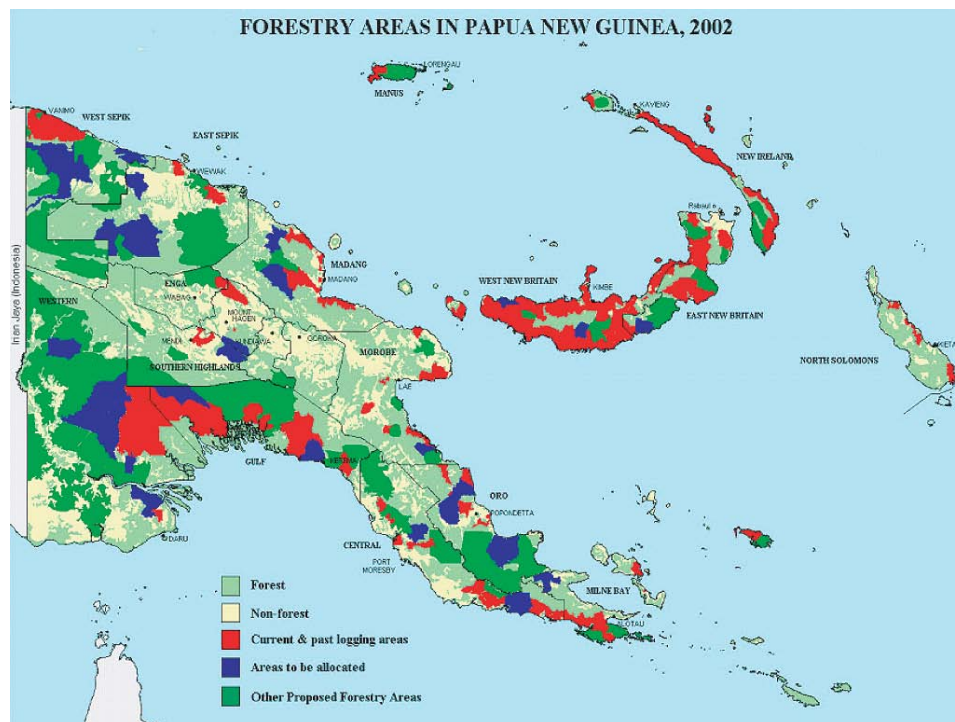 FORESTRY AREAS IN PAPUA NEW GUINEA, 2002
LORENGAU
MANUS
KAVIENG
VANIMO
WEST SEPIK
EAST SEPIK
WEWAK
NEW IRELAND
Rabaul
Irian Jaya (Indonesia)
MADANG
MADANG
WEST NEW BRITAIN
KIMBE
EAST NEW BRITAIN
ENGA
WABAG
WESTERN
MOUNT
HAGEN
MENDI
KUNDIAWA
GOROKA
MOROBE
SOUTHERN HIGHLANDS
LAE
NORTH SOLOMONS
KIETA
GULF
KEREMA
ORO
POPONDETTA
DARU
CENTRAL
PORT
MORESBY
MILNE BAY
ALOTAU
Forest
Non-forest
Current & past logging areas
Areas to be allocated
Other Proposed Forestry Areas